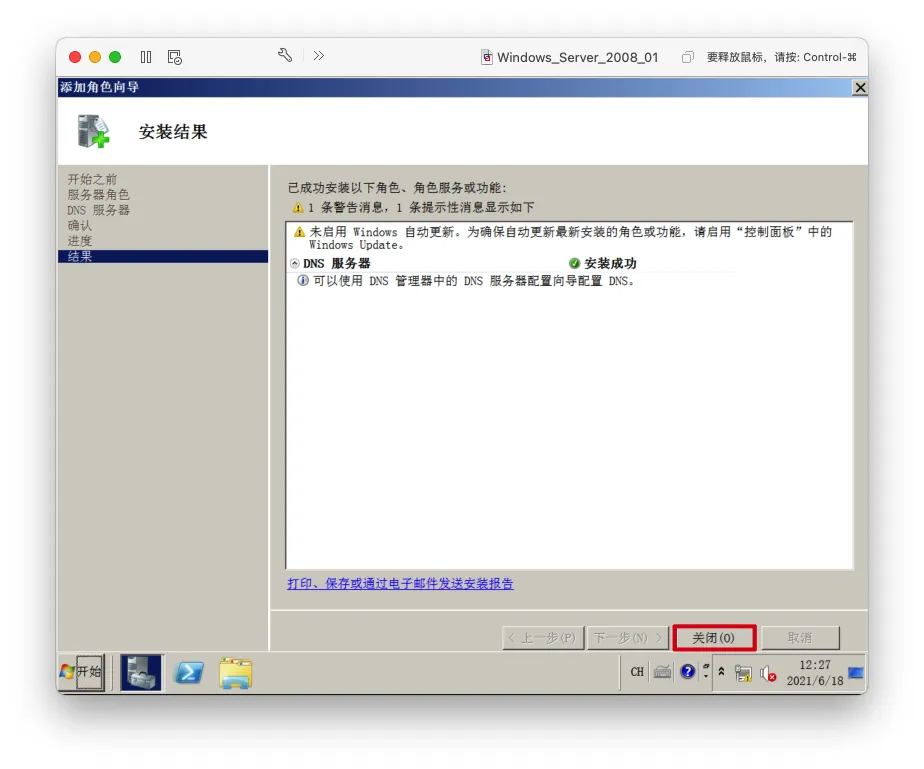 Windows_Server_2008_01
要释放鼠标，请按: Control-⌘
添加角色向导
安装结果
开始之前
服务器角色
DNS 服务器
确认
进度
结果
已成功安装以下角色、角色服务或功能:
1 条警告消息，1 条提示性消息显示如下
未启用 Windows 自动更新。为确保自动更新最新安装的角色或功能，请启用“控制面板”中的
Windows Update。
DNS 服务器 安装成功
可以使用 DNS 管理器中的 DNS 服务器配置向导配置 DNS。
打印、保存或通过电子邮件发送安装报告
< 上一步(P) 下一步(N) > 关闭(O) 取消
开始
CH
12:27
2021/6/18